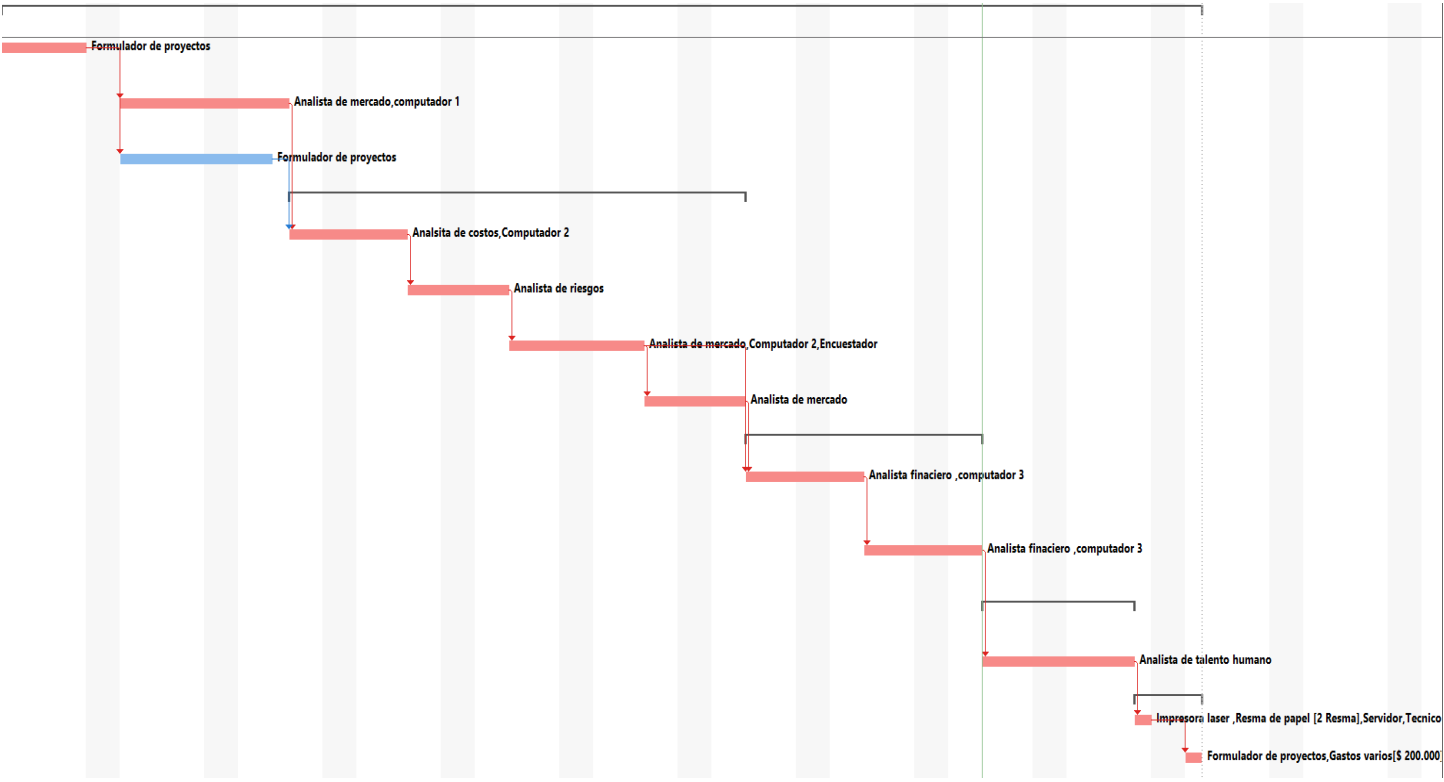 Formulador de proyectos
Analista de mercado,computador 1
Formulador de proyectos
Analsita de costos,Computador 2
Analista de riesgos
Analista de mercado,Computador 2,Encuestador
Analista de mercado
Analista finaciero ,computador 3
Analista finaciero ,computador 3
Analista de talento humano
Impresora laser ,Resma de papel [2 Resma],Servidor,Tecnico
Formulador de proyectos,Gastos varios[$ 200.000]